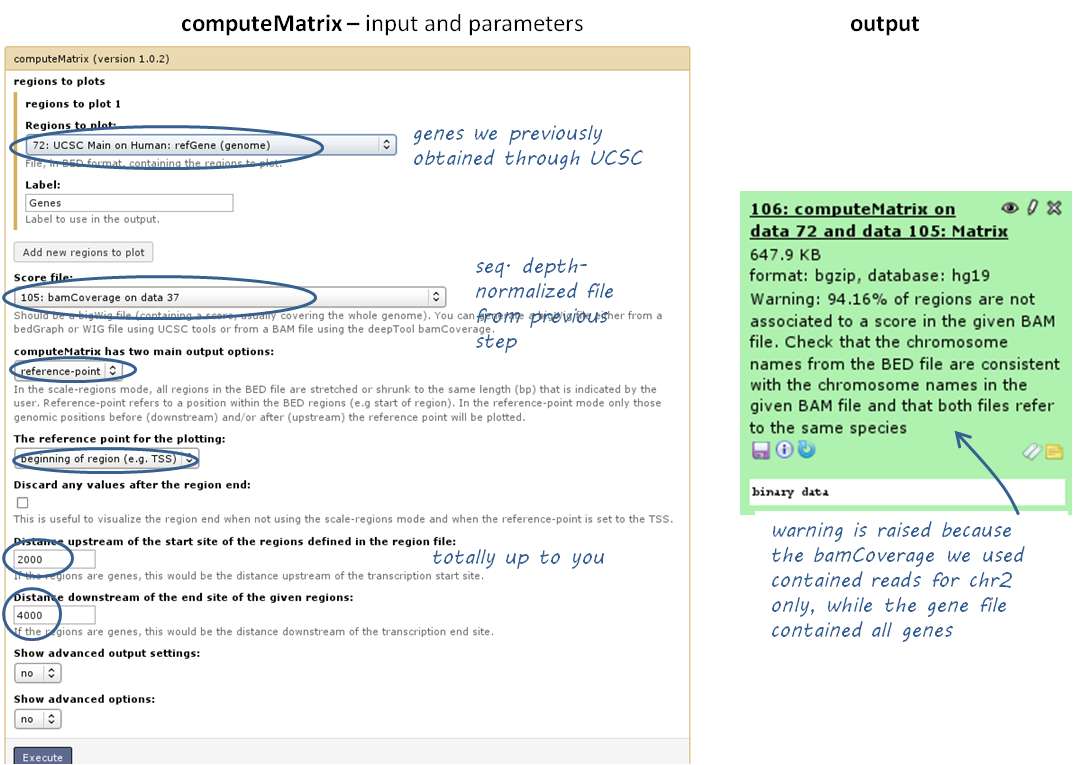 computeMatrix – input and parameters
output
computeMatrix (version 1.0.2)
regions to plots
regions to plot 1
Regions to plot:
72: UCSC Main on Human: refGene (genome)
File, in BED format, containing the regions to plot.
genes we previously
obtained through UCSC
Label:
Genes
Label to use in the output.
Add new regions to plot
Score file:
105: bamCoverage on data 37
Should be a bigWig file (containing a score, usually covering the whole genome). You can generate a bigWig file either from a
bedGraph or WIG file using UCSC tools or from a BAM file using the deepTool bamCoverage.
seq. depth-
normalized file
from previous
step
computeMatrix has two main output options:
reference-point
In the scale-regions mode, all regions in the BED file are stretched or shrunk to the same length (bp) that is indicated by the
user. Reference-point refers to a position within the BED regions (e.g start of region). In the reference-point mode only those
genomic positions before (downstream) and/or after (upstream) the reference point will be plotted.
The reference point for the plotting:
beginning of region (e.g. TSS)
Discard any values after the region end:
This is useful to visualize the region end when not using the scale-regions mode and when the reference-point is set to the TSS.
Distance upstream of the start site of the regions defined in the region file:
2000
If the regions are genes, this would be the distance upstream of the transcription start site.
totally up to you
Distance downstream of the end site of the given regions:
4000
If the regions are genes, this would be the distance downstream of the transcription end site.
Show advanced output settings:
no
Show advanced options:
no
Execute
106: computeMatrix on
data 72 and data 105: Matrix
647.9 KB
format: bgzip, database: hg19
Warning: 94.16% of regions are not
associated to a score in the given BAM
file. Check that the chromosome
names from the BED file are consistent
with the chromosome names in the
given BAM file and that both files refer
to the same species
binary data
warning is raised because
the bamCoverage we used
contained reads for chr2
only, while the gene file
contained all genes